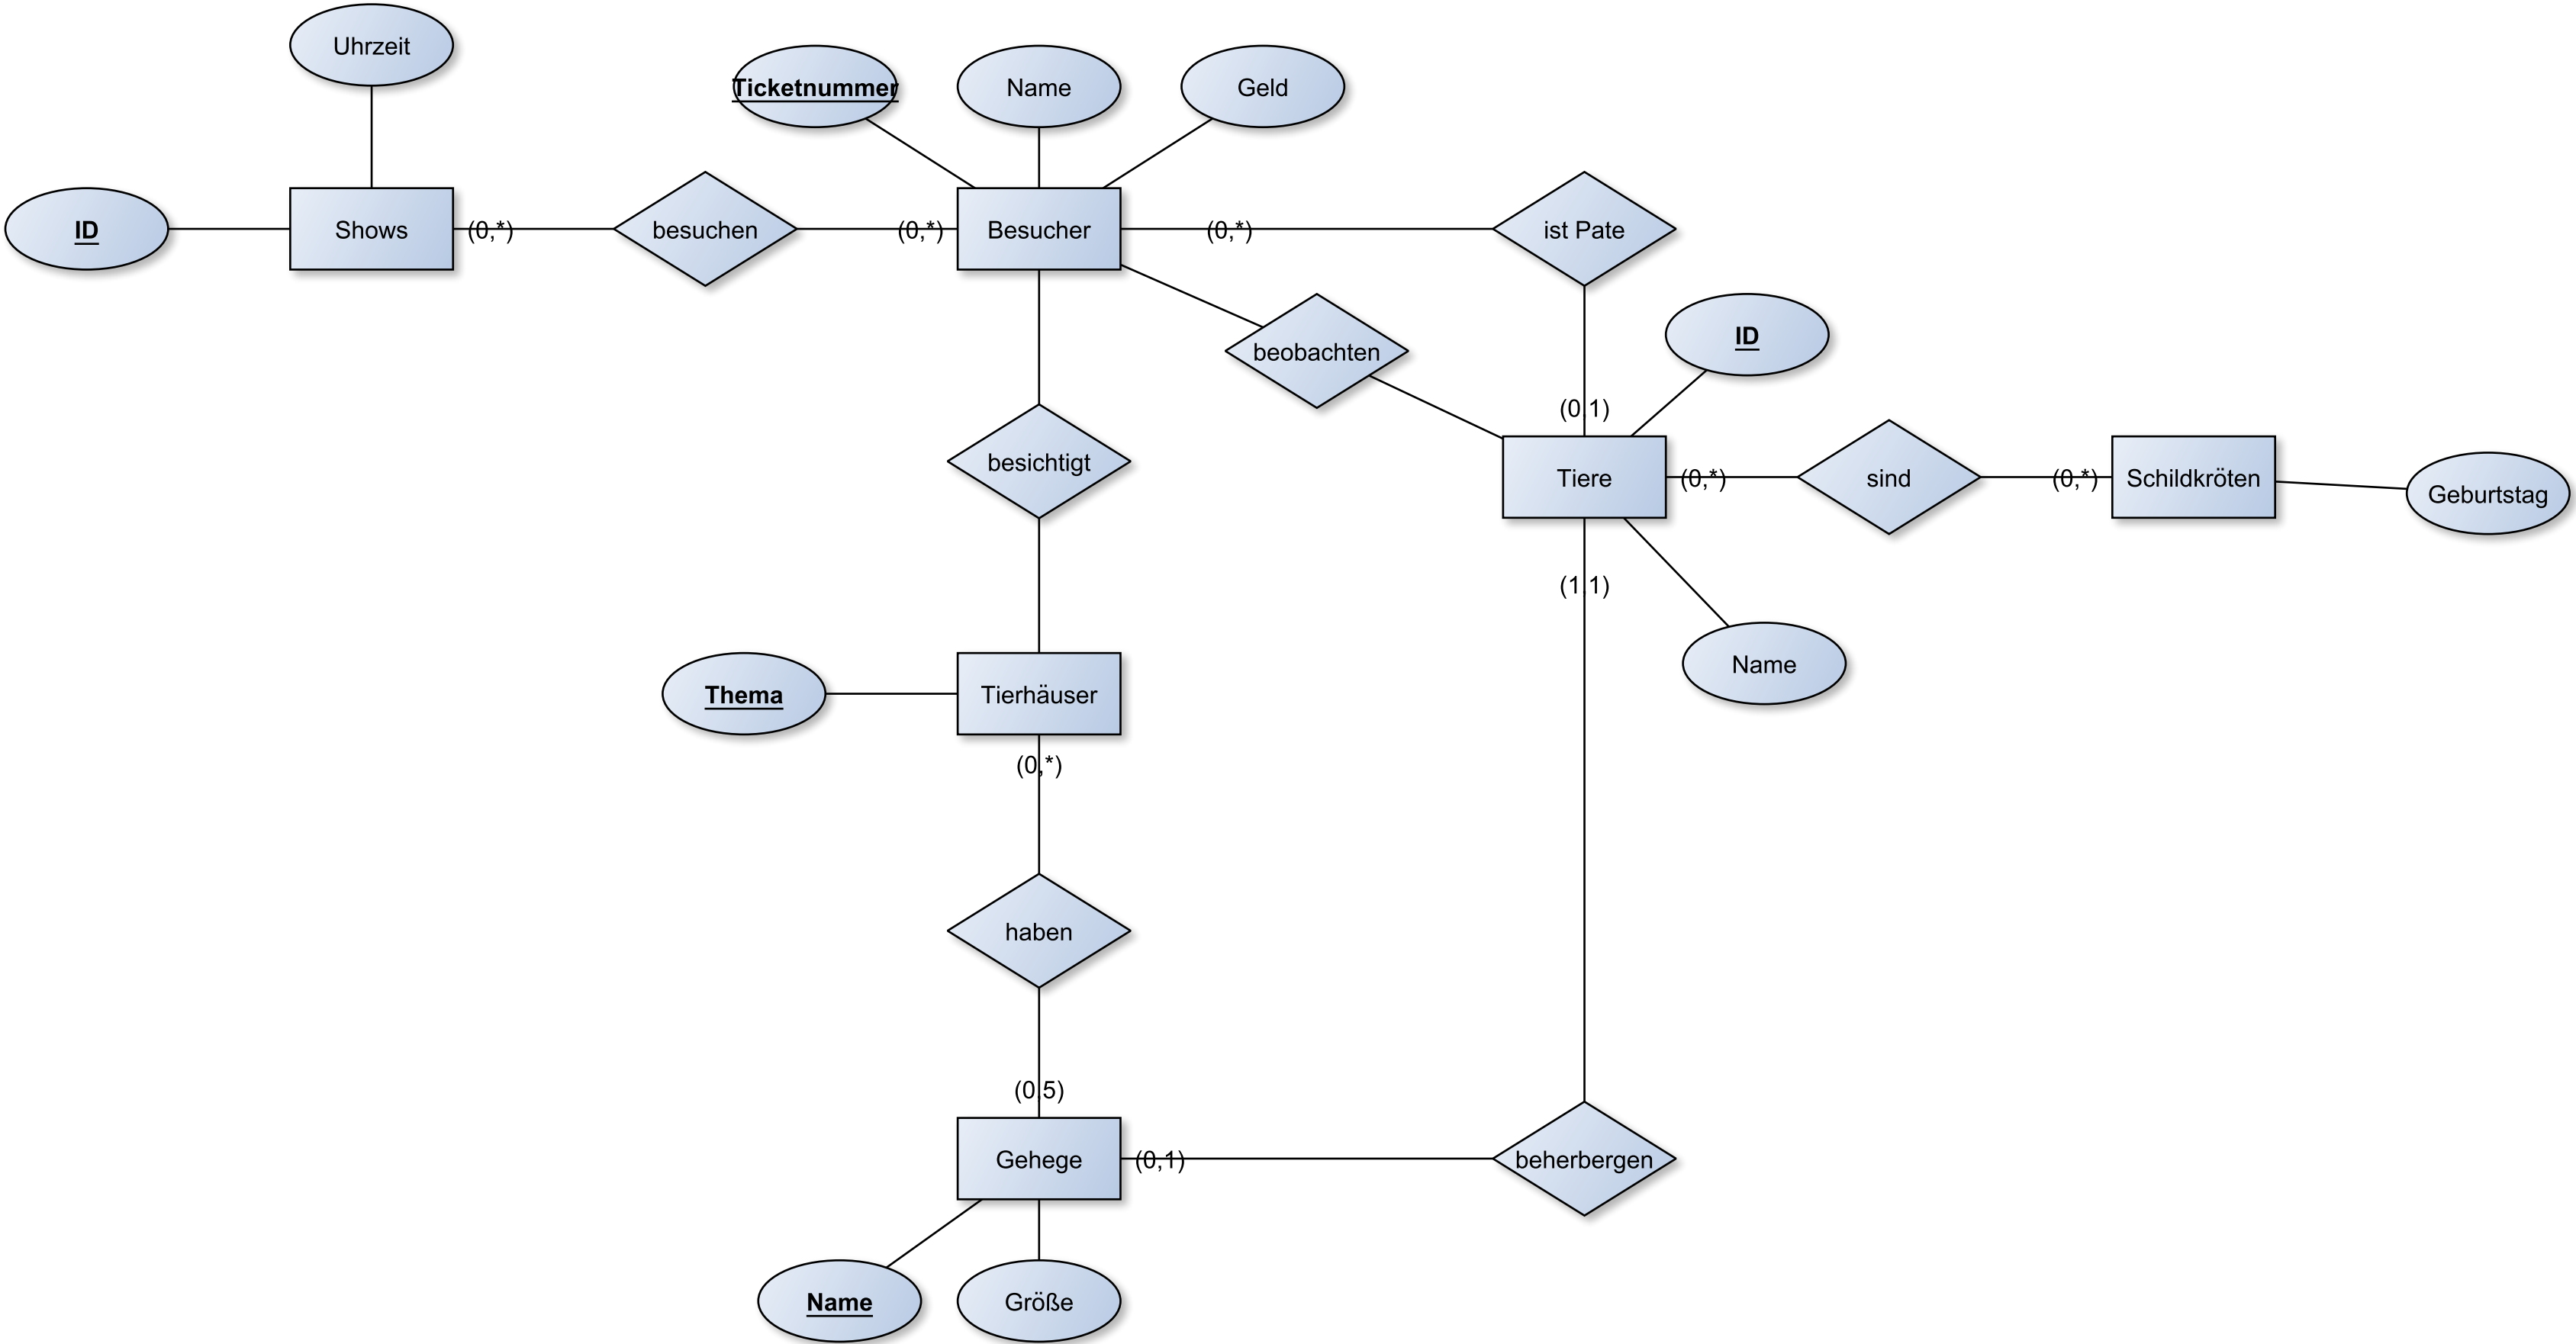 Uhrzeit
Ticketnummer
Name
Geld
ID
Shows
(0,*)
besuchen
(0,*)
Besucher
(0,*)
ist Pate
beobachten
ID
(0,1)
besichtigt
Tiere
(0,*)
sind
(0,*)
Schildkröten
Geburtstag
(1,1)
Name
Thema
Tierhäuser
(0,*)
haben
(0,5)
Gehege
(0,1)
beherbergen
Name
Größe